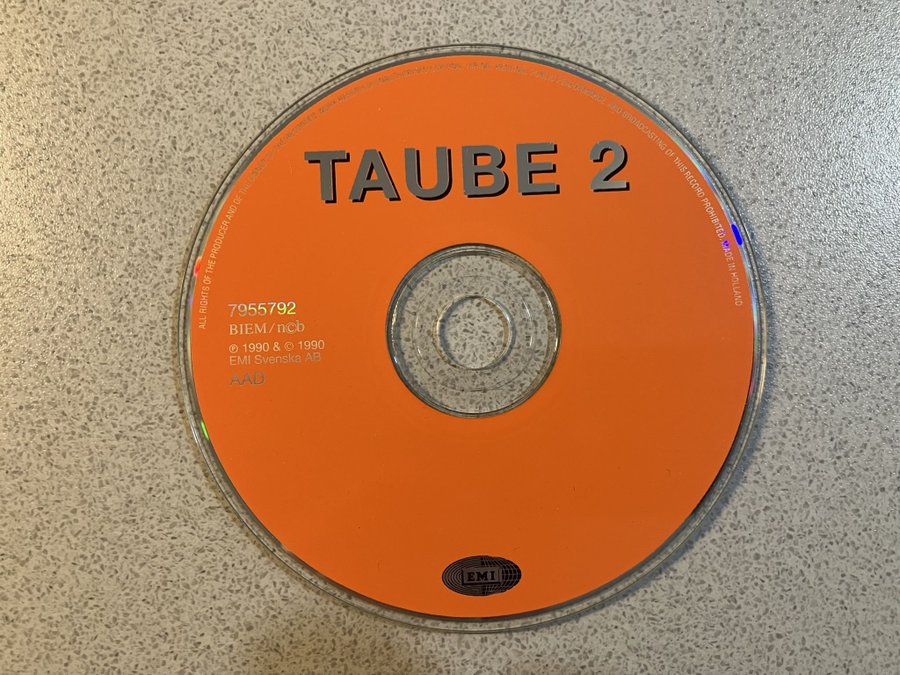 ALL RIGHTS OF THE PRODUCER AND OF THE
AND BROADCASTING OF THIS RECORD PROHIBITED. MADE IN HOLLAND
TAUBE 2
7955792
BIEM/n©b
℗ 1990 & © 1990
EMI Svenska AB
AAD
EMI